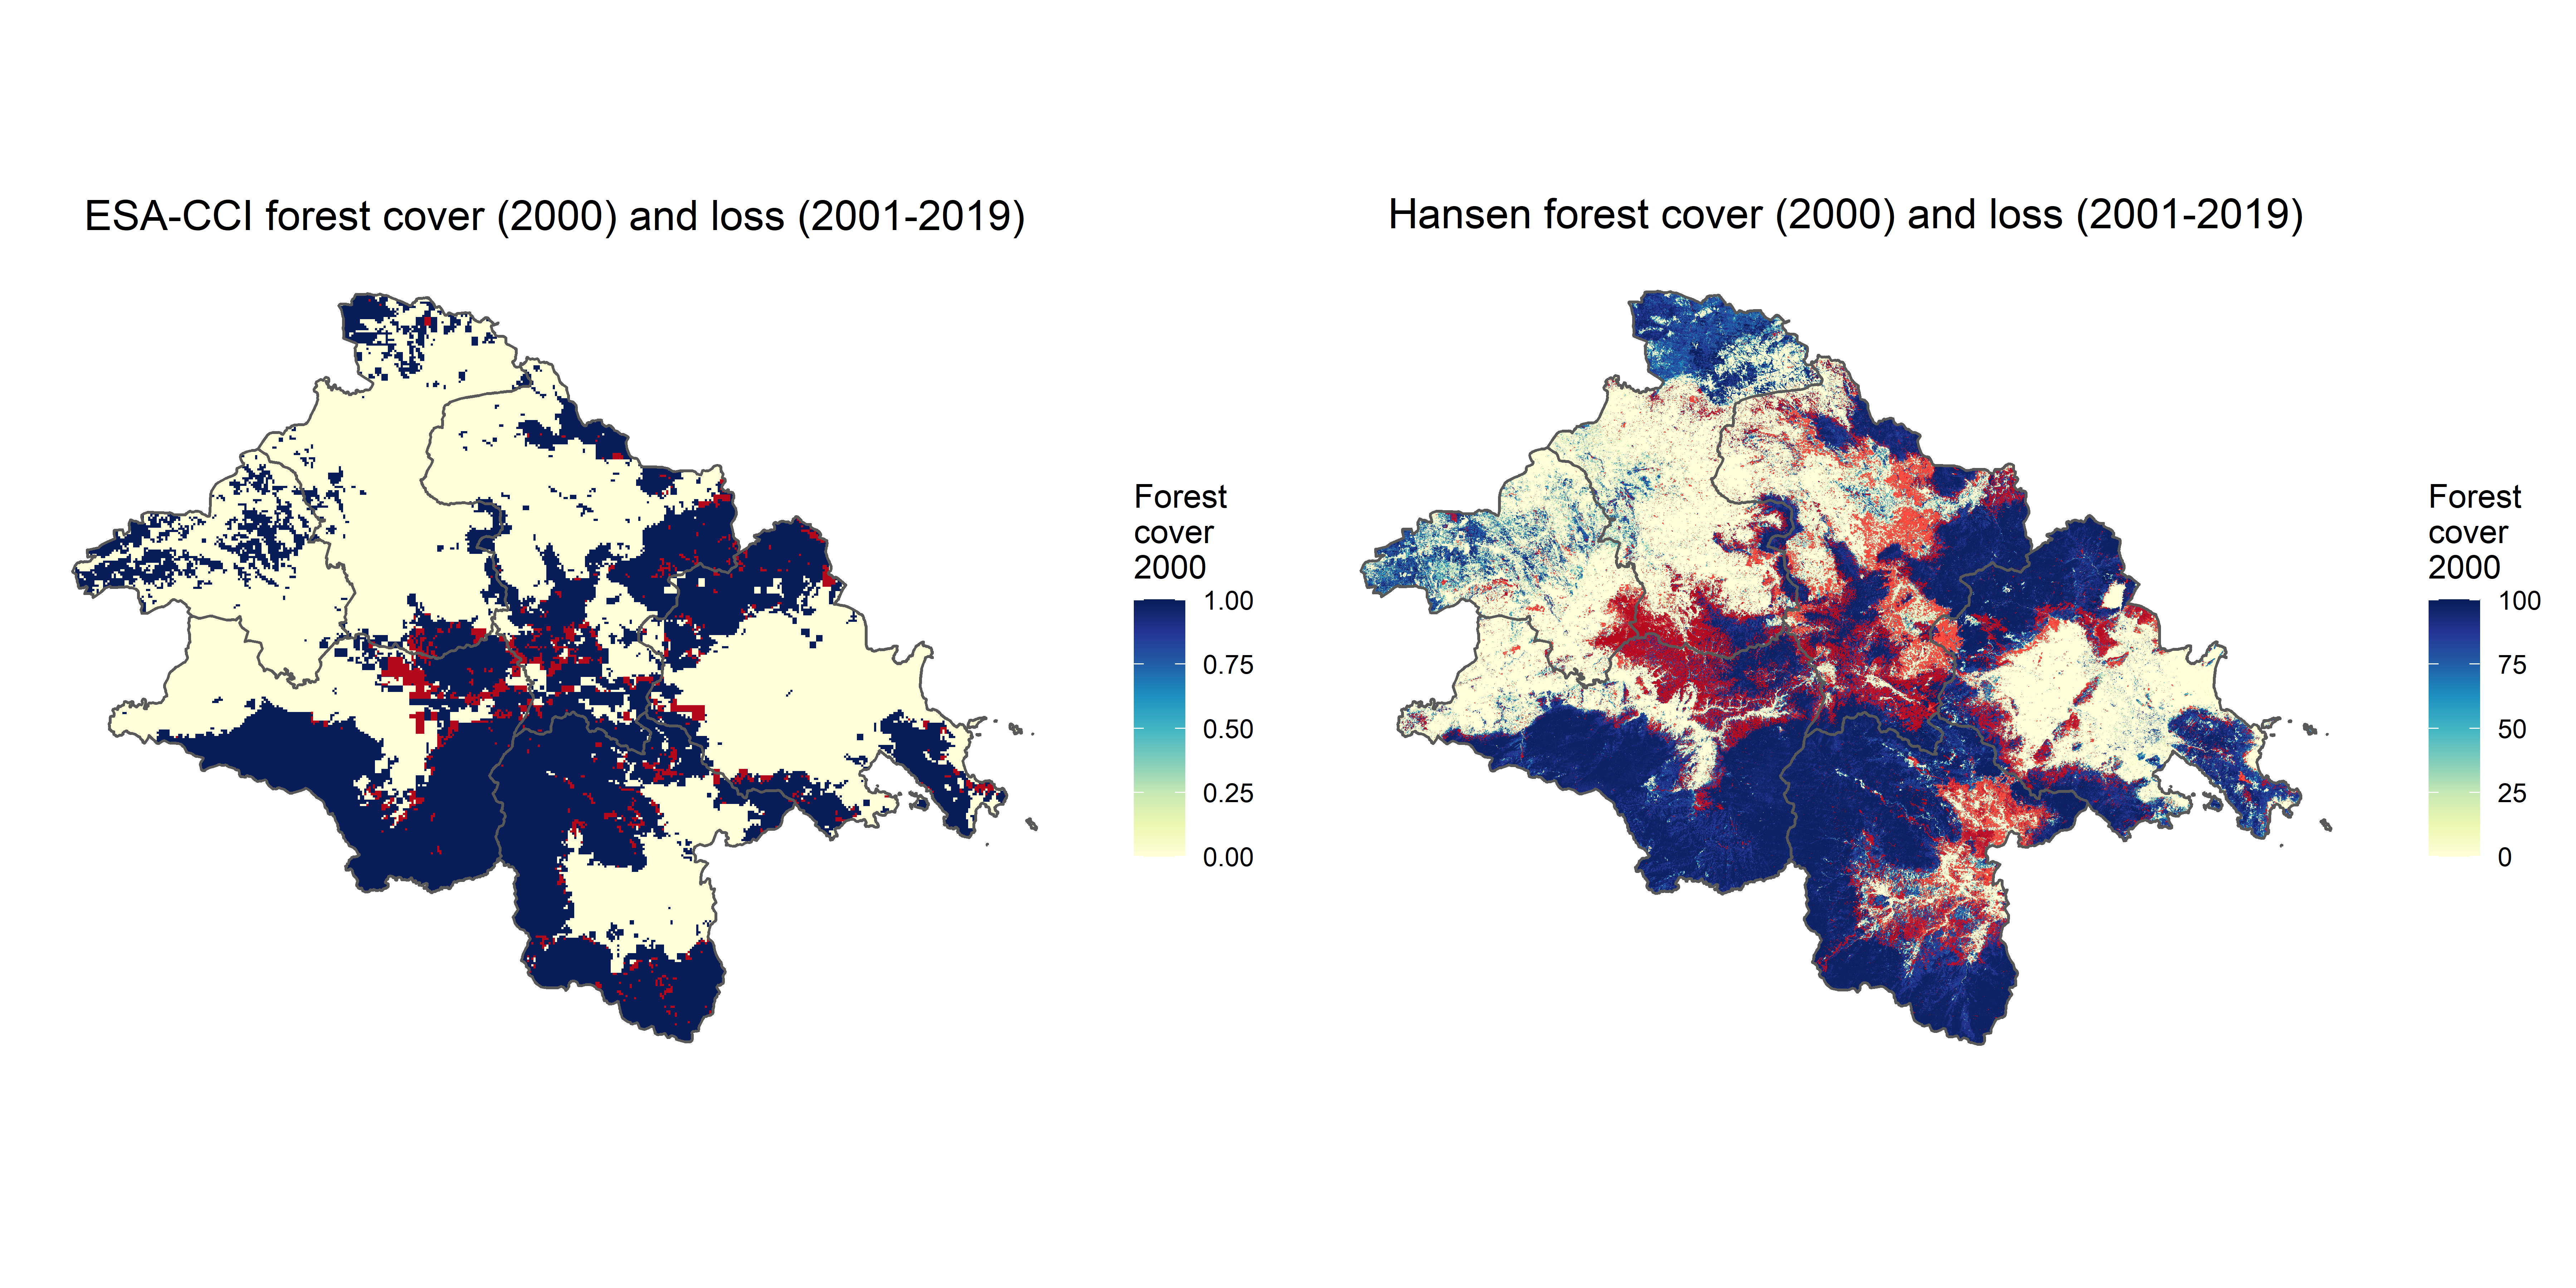 ESA-CCI forest cover (2000) and loss (2001-2019)
Forest
cover
2000
1.00
0.75
0.50
0.25
0.00
Hansen forest cover (2000) and loss (2001-2019)
Forest
cover
2000
100
75
50
25
0